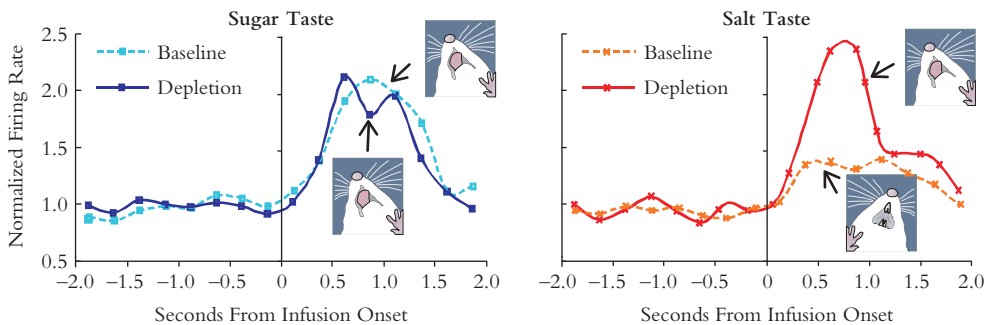 Sugar Taste
Salt Taste
Normalized Firing Rate
2.5
2.0
1.5
1.0
0.5
Baseline
Depletion
Baseline
Depletion
−2.0 −1.5 −1.0 −0.5 0 0.5 1.0 1.5 2.0
−2.0 −1.5 −1.0 −0.5 0 0.5 1.0 1.5 2.0
Seconds From Infusion Onset
Seconds From Infusion Onset